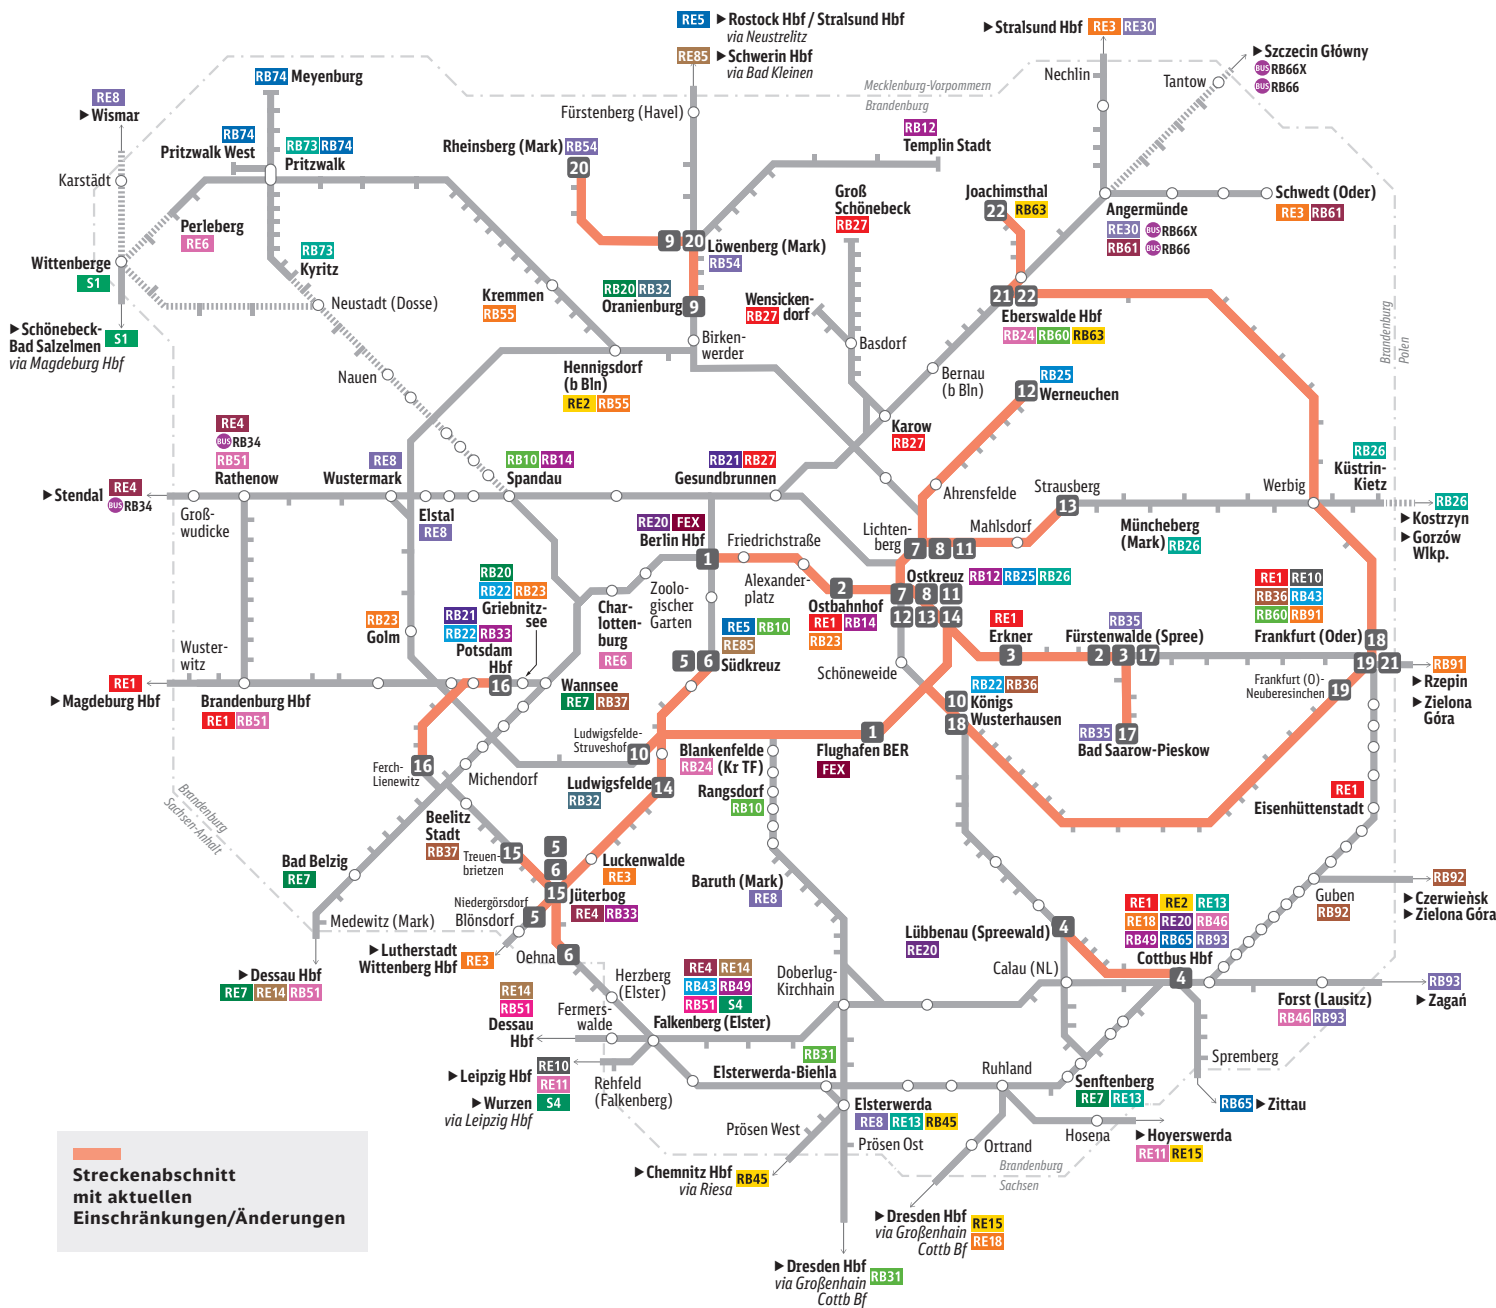 RE5 ▶ Rostock Hbf / Stralsund Hbf
via Neustrelitz
RE85 ▶ Schwerin Hbf
via Bad Kleinen
▶ Stralsund Hbf RE3 RE30
Nechlin
▶ Szczecin Główny
BUS RB66X
BUS RB66
Tantow
RB74 Meyenburg
RE8
▶ Wismar
Mecklenburg-Vorpommern
Brandenburg
Fürstenberg (Havel)
RB74
Pritzwalk West
RB73 RB74
Pritzwalk
Rheinsberg (Mark) RB54
20
RB12
Templin Stadt
Karstädt
Groß
Schönebeck
RB27
Joachimsthal
22 RB63
Schwedt (Oder)
RE3 RB61
Angermünde
RE30 BUS RB66X
RB61 BUS RB66
Perleberg
RE6
9 20 Löwenberg (Mark)
RB54
Wittenberge
S1
RB73
Kyritz
Neustadt (Dosse)
Kremmen
RB55
RB20 RB32
Oranienburg 9
Wensicken-
dorf
RB27
21 22
Eberswalde Hbf
RB24 RB60 RB63
Brandenburg
Polen
▶ Schönebeck-
Bad Salzelmen
via Magdeburg Hbf
S1
Birken-
werder
Basdorf
Nauen
Hennigsdorf
(b Bln)
RE2 RB55
Bernau
(b Bln)
RB25
12 Werneuchen
Karow
RB27
RE4
BUS RB34
RB51
Rathenow
RE8
Wustermark
RB10 RB14
Spandau
RB21 RB27
Gesundbrunnen
RB26
Küstrin-
Kietz
▶ Stendal RE4
BUS RB34
Groß-
wudicke
Elstal
RE8
Ahrensfelde
Strausberg
13
Werbig
RB26
▶ Kostrzyn
▶ Gorzów
Wlkp.
RE20 FEX
Berlin Hbf
1
Friedrichstraße
Lichten-
berg
7 8 11
Mahlsdorf
Müncheberg
(Mark) RB26
Alexander-
platz
2
Ostbahnhof
RE1 RB14
RB23
Ostkreuz RB12 RB25 RB26
7 8 11
12 13 14
RB20
RB22 RB23
Griebnitz-
see
Char-
lotten-
burg
RE6
Zoolo-
gischer
Garten
RE1 RE10
RB36 RB43
RB60 RB91
Frankfurt (Oder) 18
19 21
RB23
Golm
RB21
RB22 RB33
Potsdam
Hbf
16
RE5 RB10
RE85
5 6 Südkreuz
RE1
Erkner
3
RB35
Fürstenwalde (Spree)
2 3 17
RB91
▶ Rzepin
▶ Zielona
Góra
Wuster-
witz
Schöneweide
Frankfurt (O)-
Neuberesinchen
19
RE1
▶ Magdeburg Hbf
Brandenburg Hbf
RE1 RB51
Wannsee
RE7 RB37
RB22 RB36
10 Königs
18 Wusterhausen
RB35 17
Bad Saarow-Pieskow
Ludwigsfelde-
Struveshof
10
Blankenfelde
RB24 (Kr TF)
1
Flughafen BER
FEX
Ferch-
Lienewitz
16
Michendorf
Ludwigsfelde
RB32
14
Rangsdorf
RB10
RE1
Eisenhüttenstadt
Brandenburg
Sachsen-Anhalt
Beelitz
Stadt
RB37
Treuen-
brietzen
15
5
6
15
Jüterbog
RE4 RB33
Luckenwalde
RE3
Bad Belzig
RE7
Baruth (Mark)
RE8
RB92
▶ Czerwieńsk
▶ Zielona Góra
Guben
RB92
Medewitz (Mark)
Niedergörsdorf
Blönsdorf 5
▶ Lutherstadt
Wittenberg Hbf RE3
Oehna 6
RE1 RE2 RE13
RE18 RE20 RB46
RB49 RB65 RB93
Cottbus Hbf
4
Lübbenau (Spreewald) 4
RE20
▶ Dessau Hbf
RE7 RE14 RB51
Herzberg
(Elster)
RE4 RE14
RB43 RB49
RB51 S4
Falkenberg (Elster)
Doberlug-
Kirchhain
Calau (NL)
RE14
RB51
Dessau
Hbf
Fermers-
walde
Forst (Lausitz)
RB46 RB93
RB93
▶ Żagań
▶ Leipzig Hbf RE10
RE11
▶ Wurzen S4
via Leipzig Hbf
Rehfeld
(Falkenberg)
RB31
Elsterwerda-Biehla
Ruhland
Senftenberg
RE7 RE13
Spremberg
RB65 ▶ Zittau
Elsterwerda
RE8 RE13 RB45
Prösen West
Prösen Ost
Ortrand
Hosena
▶ Hoyerswerda
RE11 RE15
Brandenburg
Sachsen
▶ Chemnitz Hbf RB45
via Riesa
▶ Dresden Hbf
via Großenhain
Cottb Bf
RE15
RE18
▶ Dresden Hbf
via Großenhain
Cottb Bf
RB31
Streckenabschnitt
mit aktuellen
Einschränkungen/Änderungen